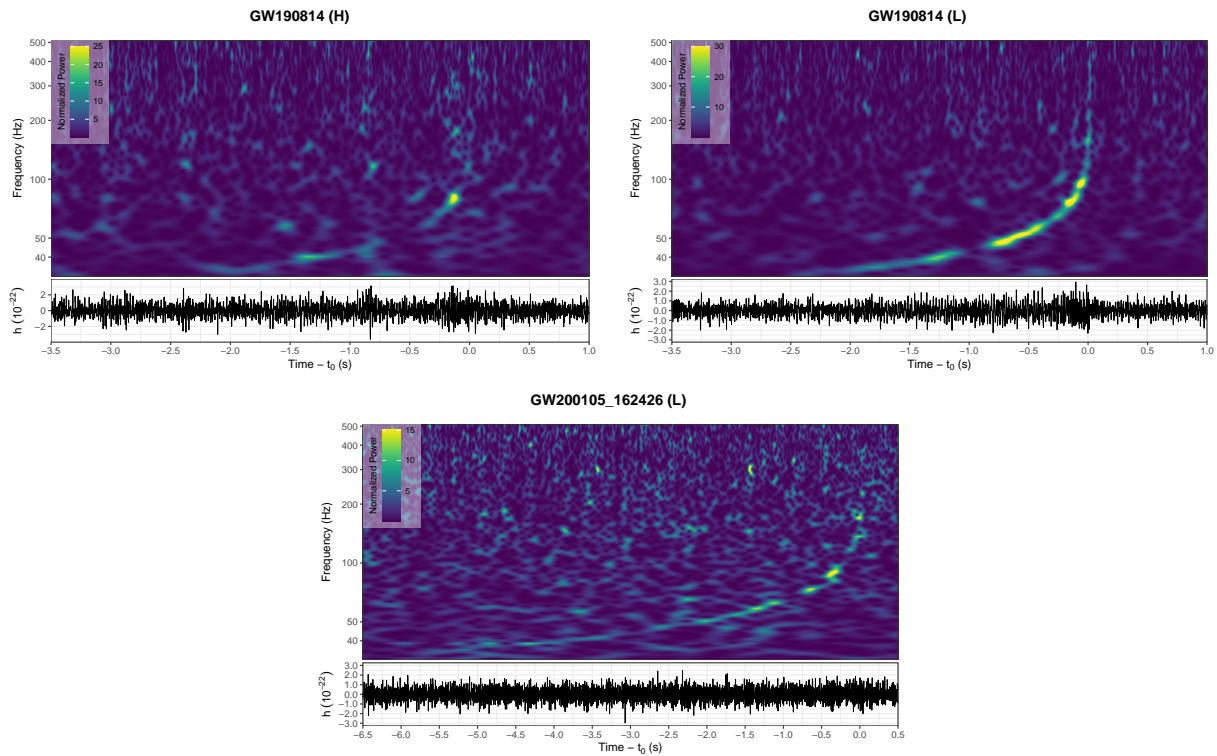 GW190814 (H)
Normalized Power
25
20
15
10
5
Frequency (Hz)
500
400
300
200
100
50
40
h (10⁻²²)
2
0
−2
−3.5 −3.0 −2.5 −2.0 −1.5 −1.0 −0.5 0.0 0.5 1.0
Time − t₀ (s)
GW190814 (L)
Normalized Power
30
20
10
Frequency (Hz)
500
400
300
200
100
50
40
h (10⁻²²)
3.0
2.0
1.0
0.0
−1.0
−2.0
−3.0
−3.5 −3.0 −2.5 −2.0 −1.5 −1.0 −0.5 0.0 0.5 1.0
Time − t₀ (s)
GW200105_162426 (L)
Normalized Power
15
10
5
Frequency (Hz)
500
400
300
200
100
50
40
h (10⁻²²)
3.0
2.0
1.0
0.0
−1.0
−2.0
−3.0
−6.5 −6.0 −5.5 −5.0 −4.5 −4.0 −3.5 −3.0 −2.5 −2.0 −1.5 −1.0 −0.5 0.0 0.5
Time − t₀ (s)